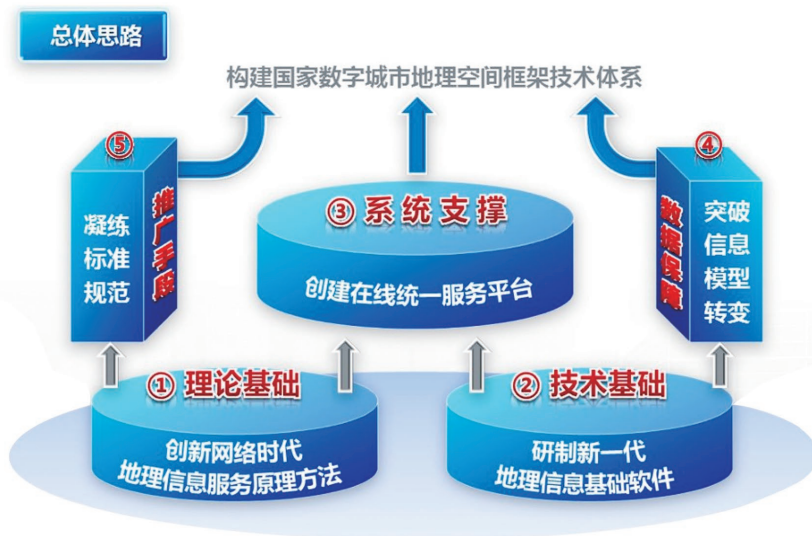 总体思路
构建国家数字城市地理空间框架技术体系
⑤
推广手段
凝练
标准
规范
③ 系统支撑
创建在线统一服务平台
④
数据保障
突破
信息
模型
转变
① 理论基础
创新网络时代
地理信息服务原理方法
② 技术基础
研制新一代
地理信息基础软件